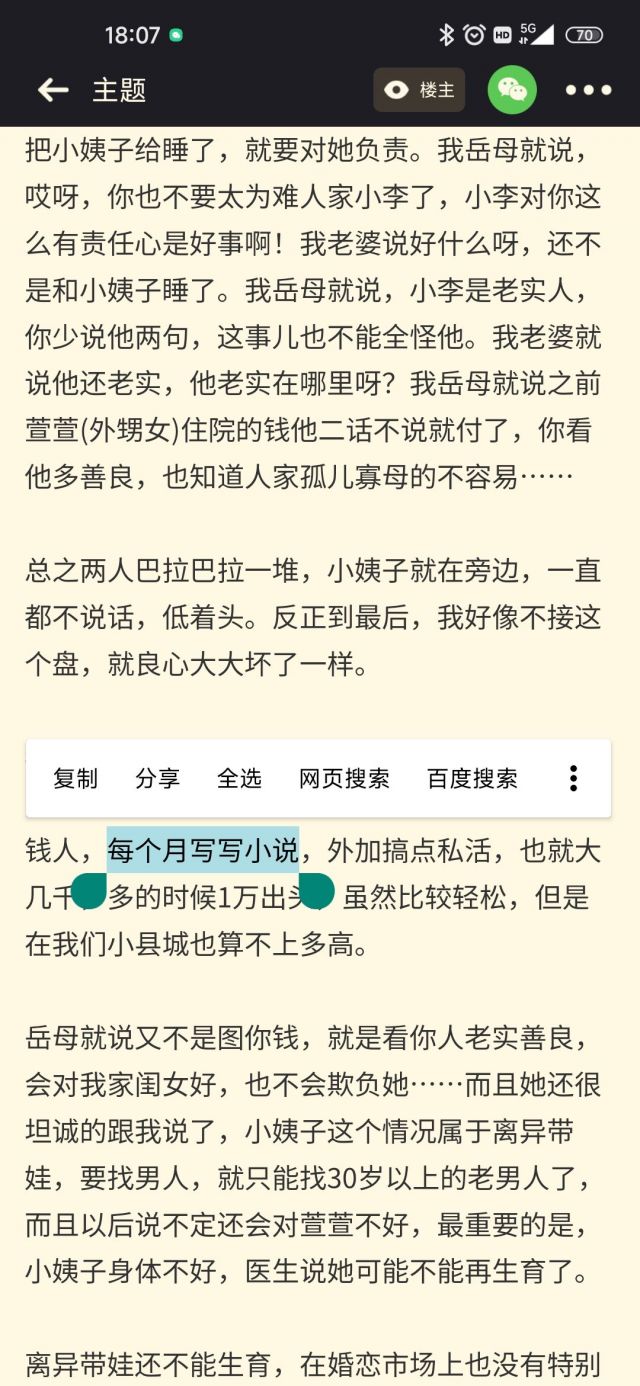 18:07
HD 5G 70
主题
楼主
把小姨子给睡了，就要对她负责。我岳母就说，
哎呀，你也不要太为难人家小李了，小李对你这
么有责任心是好事啊！我老婆说好什么呀，还不
是和小姨子睡了。我岳母就说，小李是老实人，
你少说他两句，这事儿也不能全怪他。我老婆就
说他还老实，他老实在哪里呀？我岳母就说之前
萱萱(外甥女)住院的钱他二话不说就付了，你看
他多善良，也知道人家孤儿寡母的不容易……
总之两人巴拉巴拉一堆，小姨子就在旁边，一直
都不说话，低着头。反正到最后，我好像不接这
个盘，就良心大大坏了一样。
复制 分享 全选 网页搜索 百度搜索
钱人，每个月写写小说，外加搞点私活，也就大
几千 多的时候1万出头 虽然比较轻松，但是
在我们小县城也算不上多高。
岳母就说又不是图你钱，就是看你人老实善良，
会对我家闺女好，也不会欺负她……而且她还很
坦诚的跟我说了，小姨子这个情况属于离异带
娃，要找男人，就只能找30岁以上的老男人了，
而且以后说不定还会对萱萱不好，最重要的是，
小姨子身体不好，医生说她可能不能再生育了。
离异带娃还不能生育，在婚恋市场上也没有特别